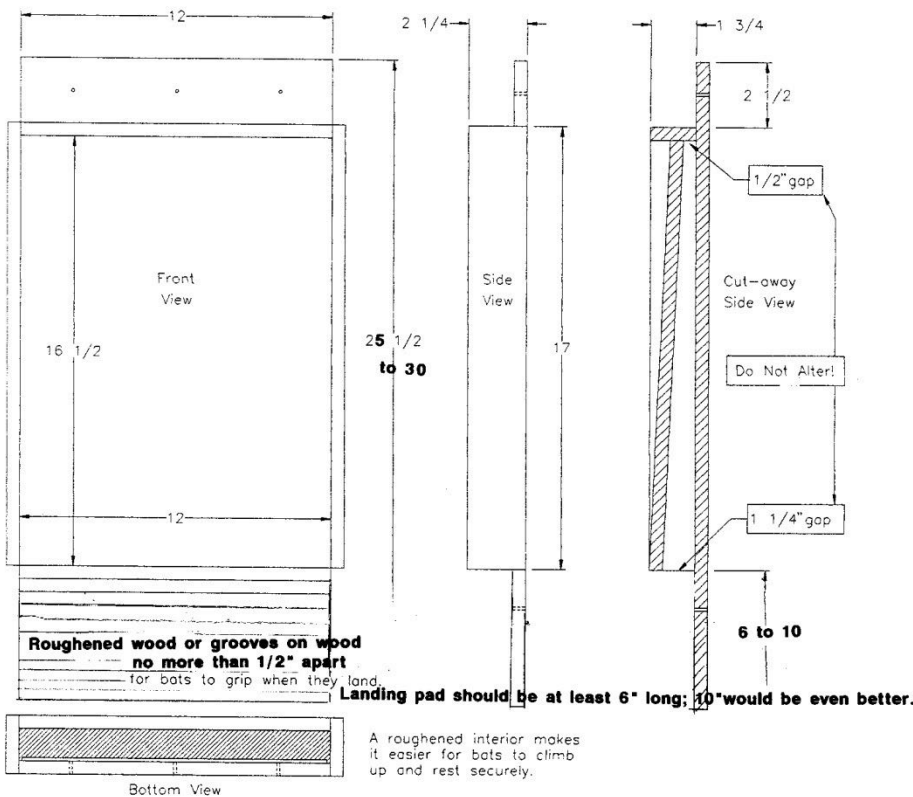 12
2 1/4
1 3/4
2 1/2
1/2" gap
Front
View
Side
View
Cut-away
Side View
16 1/2
25 1/2
to 30
17
Do Not Alter!
12
1 1/4" gap
6 to 10
Roughened wood or grooves on wood
no more than 1/2" apart
for bats to grip when they land.
Landing pad should be at least 6" long; 10" would be even better.
A roughened interior makes
it easier for bats to climb
up and rest securely.
Bottom View